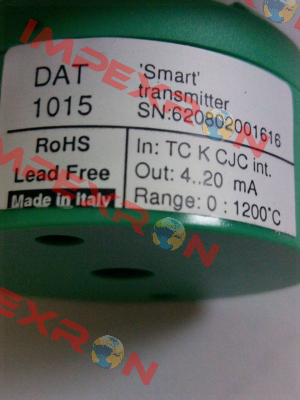 DAT
1015
'Smart'
transmitter
SN:620802001616
RoHS
Lead Free
Made in Italy
In: TC K CJC int.
Out: 4..20 mA
Range: 0 : 1200°C
IMPEXRON
IMPEXRON
IMPEXRON